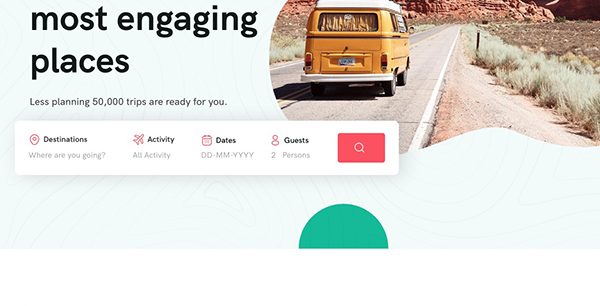 most engaging
places
Less planning 50,000 trips are ready for you.
Destinations Activity Dates Guests
Where are you going? All Activity DD-MM-YYYY 2 Persons